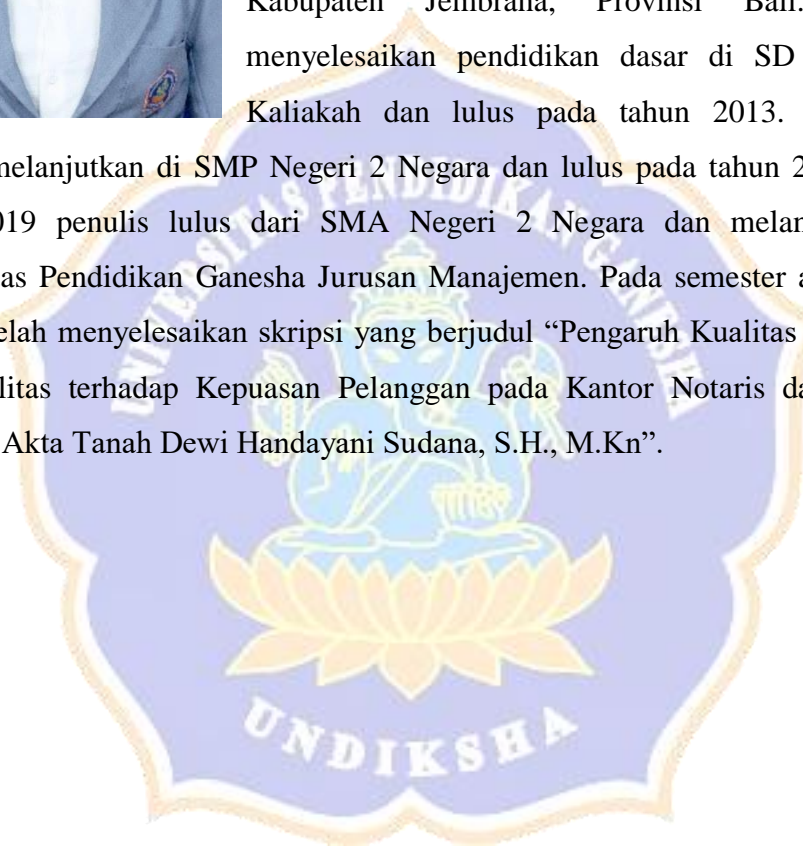 Kabupaten Jembrana, Provinsi Bali.
menyelesaikan pendidikan dasar di SD
Kaliakah dan lulus pada tahun 2013.
melanjutkan di SMP Negeri 2 Negara dan lulus pada tahun 2
019 penulis lulus dari SMA Negeri 2 Negara dan melan
as Pendidikan Ganesha Jurusan Manajemen. Pada semester a
elah menyelesaikan skripsi yang berjudul “Pengaruh Kualitas
litas terhadap Kepuasan Pelanggan pada Kantor Notaris da
Akta Tanah Dewi Handayani Sudana, S.H., M.Kn”.
UNIVERSITAS PENDIDIKAN GANESHA
UNDIKSHA